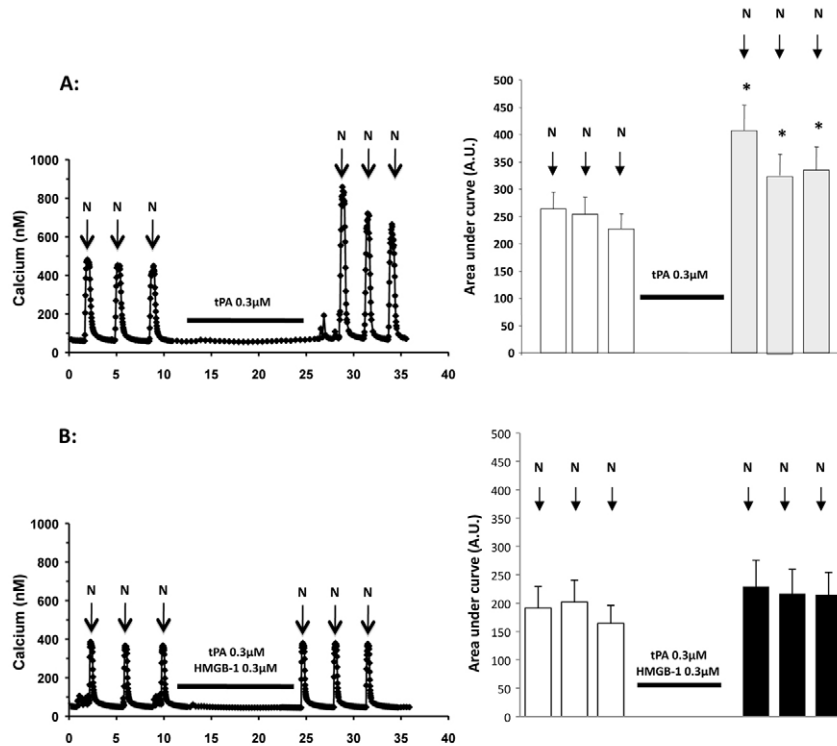 A:
N N N
N N N
tPA 0.3µM
Calcium (nM)
1000
800
600
400
200
0
0 5 10 15 20 25 30 35 40
N N N
N N N
* * *
tPA 0.3µM
Area under curve (A.U.)
500
450
400
350
300
250
200
150
100
50
0
B:
N N N
N N N
tPA 0.3µM
HMGB-1 0.3µM
Calcium (nM)
1000
800
600
400
200
0
0 5 10 15 20 25 30 35 40
N N N
N N N
tPA 0.3µM
HMGB-1 0.3µM
Area under curve (A.U.)
500
450
400
350
300
250
200
150
100
50
0